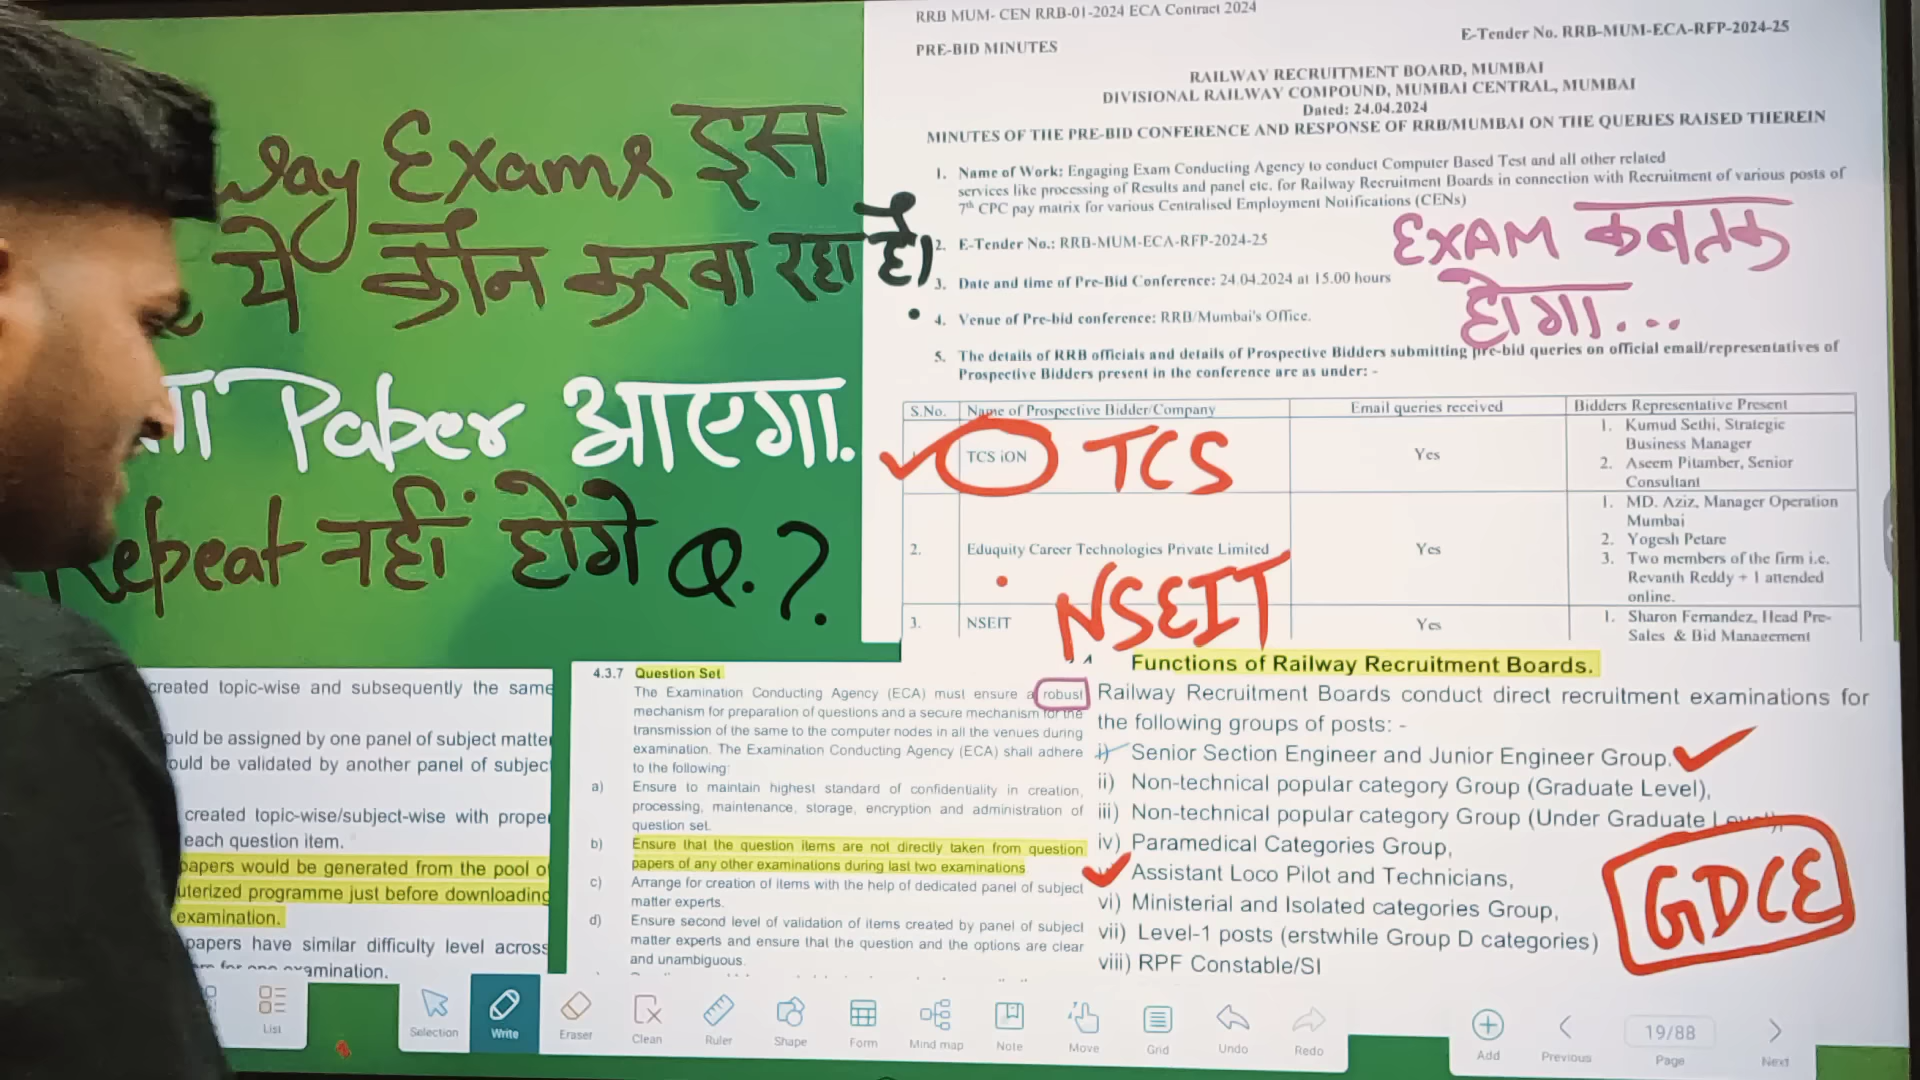 way Exams इस
ये कौन करवा रहा है।
Paper आएगा.
Repeat नहीं होंगे Q.?
RRB MUM- CEN RRB-01-2024 ECA Contract 2024
E-Tender No. RRB-MUM-ECA-RFP-2024-25
PRE-BID MINUTES
RAILWAY RECRUITMENT BOARD, MUMBAI
DIVISIONAL RAILWAY COMPOUND, MUMBAI CENTRAL, MUMBAI
Dated: 24.04.2024
MINUTES OF THE PRE-BID CONFERENCE AND RESPONSE OF RRB/MUMBAI ON THE QUERIES RAISED THEREIN
1. Name of Work: Engaging Exam Conducting Agency to conduct Computer Based Test and all other related
services like processing of Results and panel etc. for Railway Recruitment Boards in connection with Recruitment of various posts of
7th CPC pay matrix for various Centralised Employment Notifications (CENs)
2. E-Tender No.: RRB-MUM-ECA-RFP-2024-25
EXAM कबतक
होगा...
3. Date and time of Pre-Bid Conference: 24.04.2024 at 15.00 hours
4. Venue of Pre-bid conference: RRB/Mumbai's Office.
5. The details of RRB officials and details of Prospective Bidders submitting pre-bid queries on official email/representatives of
Prospective Bidders present in the conference are as under: -
S.No. Name of Prospective Bidder/Company Email queries received Bidders Representative Present
TCS iON Yes
TCS
1. Kumud Sethi, Strategic
Business Manager
2. Aseem Pitamber, Senior
Consultant
2. Eduquity Career Technologies Private Limited Yes
1. MD. Aziz, Manager Operation
Mumbai
2. Yogesh Petare
3. Two members of the firm i.e.
Revanth Reddy + 1 attended
online.
3. NSEIT Yes
NSEIT
1. Sharon Fernandez, Head Pre-
Sales & Bid Management
created topic-wise and subsequently the same
ould be assigned by one panel of subject matte
ould be validated by another panel of subject
created topic-wise/subject-wise with prope
each question item.
papers would be generated from the pool o
uterized programme just before downloading
examination.
papers have similar difficulty level across
for one examination.
4.3.7 Question Set
The Examination Conducting Agency (ECA) must ensure a robust
mechanism for preparation of questions and a secure mechanism for the
transmission of the same to the computer nodes in all the venues during
examination. The Examination Conducting Agency (ECA) shall adhere
to the following:
a) Ensure to maintain highest standard of confidentiality in creation,
processing, maintenance, storage, encryption and administration of
question set.
b) Ensure that the question items are not directly taken from question
papers of any other examinations during last two examinations
c) Arrange for creation of items with the help of dedicated panel of subject
matter experts.
d) Ensure second level of validation of items created by panel of subject
matter experts and ensure that the question and the options are clear
and unambiguous.
Functions of Railway Recruitment Boards.
Railway Recruitment Boards conduct direct recruitment examinations for
the following groups of posts: -
i) Senior Section Engineer and Junior Engineer Group.
ii) Non-technical popular category Group (Graduate Level),
iii) Non-technical popular category Group (Under Graduate Level),
iv) Paramedical Categories Group,
Assistant Loco Pilot and Technicians,
vi) Ministerial and Isolated categories Group,
vii) Level-1 posts (erstwhile Group D categories)
viii) RPF Constable/SI
GDCE
List
Selection Write Eraser Clean Ruler Shape Form Mind map Note Move Grid Undo Redo
Add Previous 19/88 Page Next